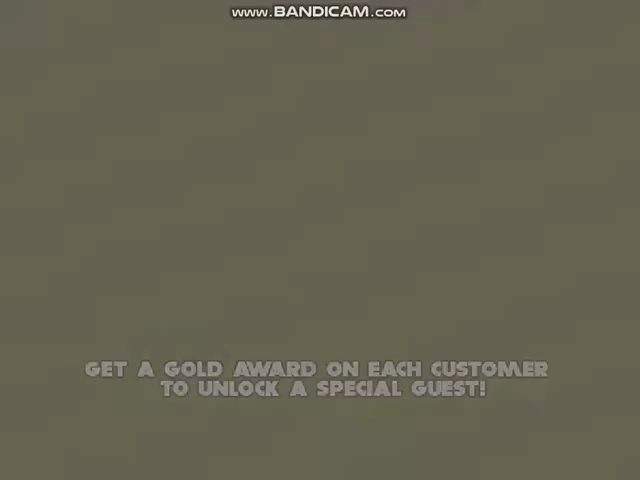 www.BANDICAM.com
GET A GOLD AWARD ON EACH CUSTOMER
TO UNLOCK A SPECIAL GUEST!